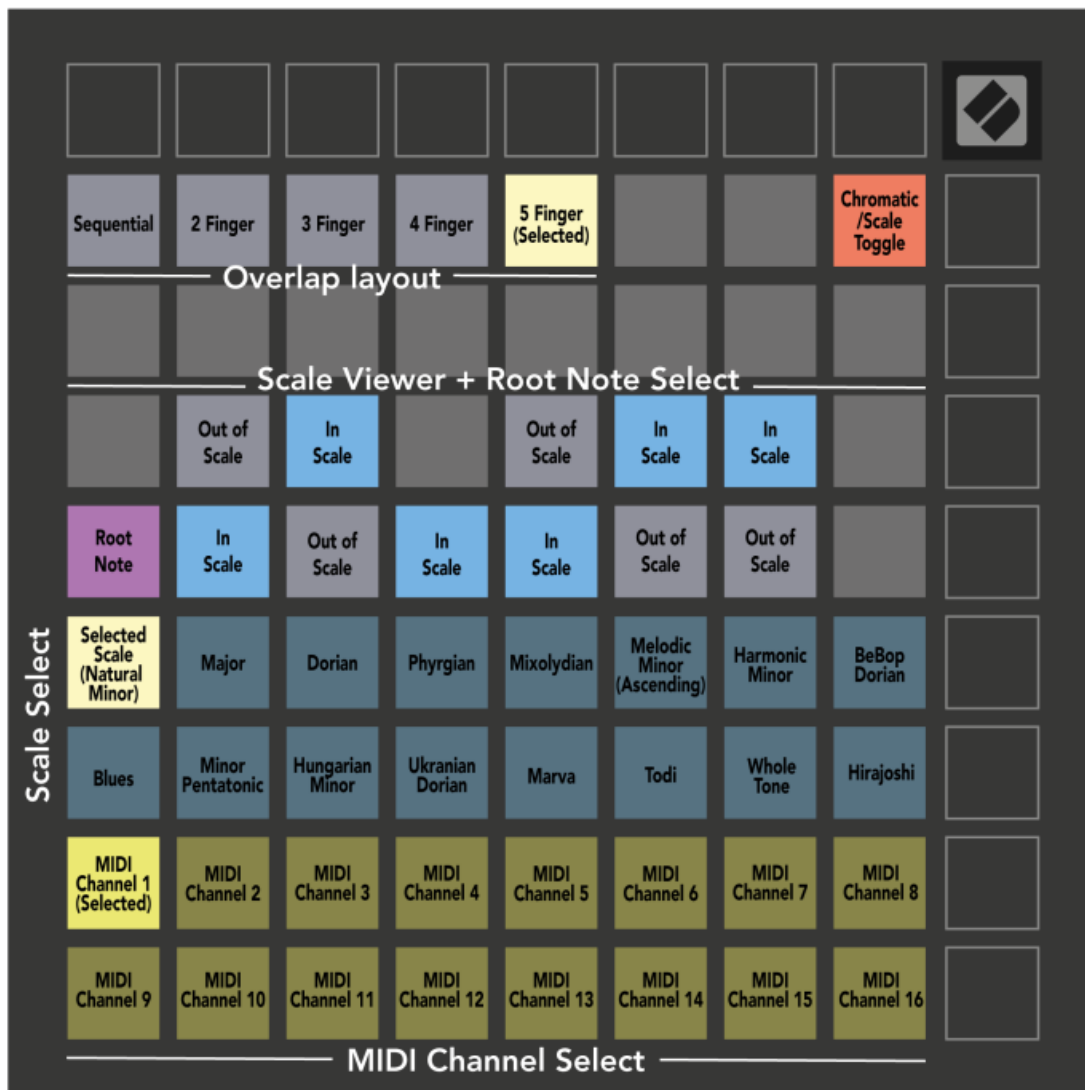 Sequential
2 Finger
3 Finger
4 Finger
5 Finger
(Selected)
Chromatic
/Scale
Toggle
Overlap layout
Scale Viewer + Root Note Select
Out of
Scale
In
Scale
Out of
Scale
In
Scale
In
Scale
Root
Note
In
Scale
Out of
Scale
In
Scale
In
Scale
Out of
Scale
Out of
Scale
Scale Select
Selected
Scale
(Natural
Minor)
Major
Dorian
Phyrgian
Mixolydian
Melodic
Minor
(Ascending)
Harmonic
Minor
BeBop
Dorian
Blues
Minor
Pentatonic
Hungarian
Minor
Ukranian
Dorian
Marva
Todi
Whole
Tone
Hirajoshi
MIDI
Channel 1
(Selected)
MIDI
Channel 2
MIDI
Channel 3
MIDI
Channel 4
MIDI
Channel 5
MIDI
Channel 6
MIDI
Channel 7
MIDI
Channel 8
MIDI
Channel 9
MIDI
Channel 10
MIDI
Channel 11
MIDI
Channel 12
MIDI
Channel 13
MIDI
Channel 14
MIDI
Channel 15
MIDI
Channel 16
MIDI Channel Select